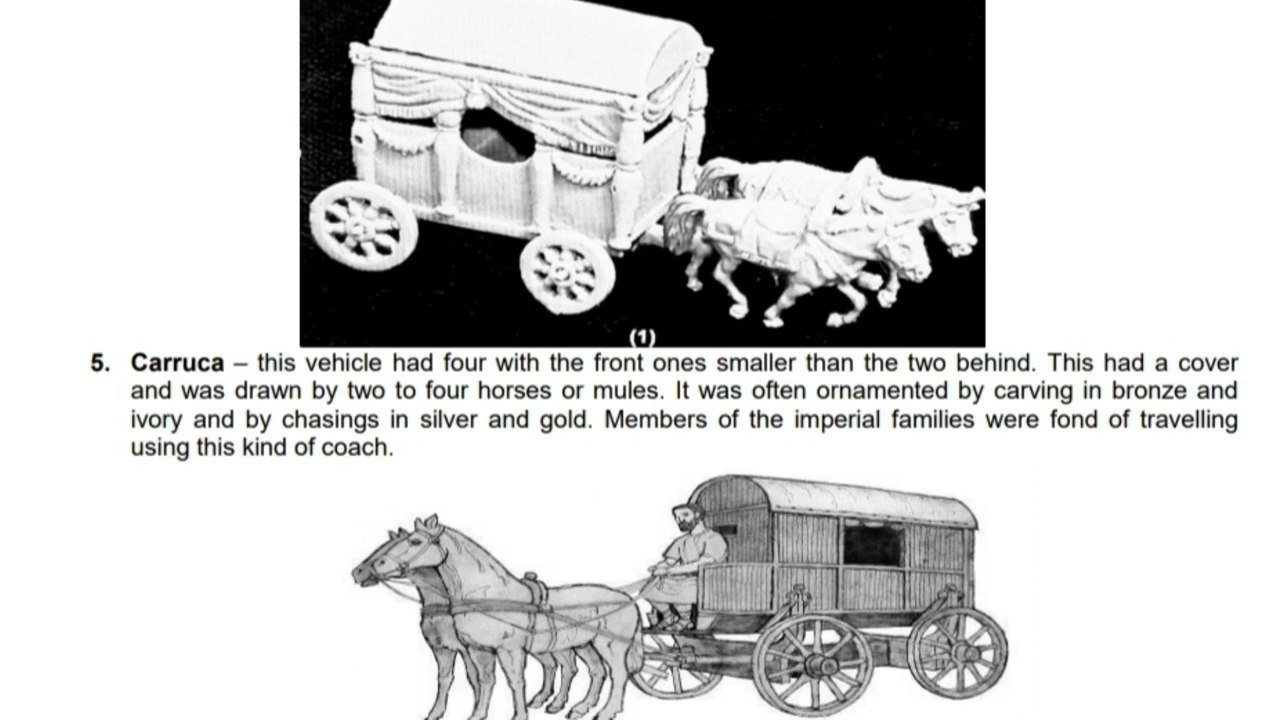 (1)
5. Carruca – this vehicle had four with the front ones smaller than the two behind. This had a cover
and was drawn by two to four horses or mules. It was often ornamented by carving in bronze and
ivory and by chasings in silver and gold. Members of the imperial families were fond of travelling
using this kind of coach.